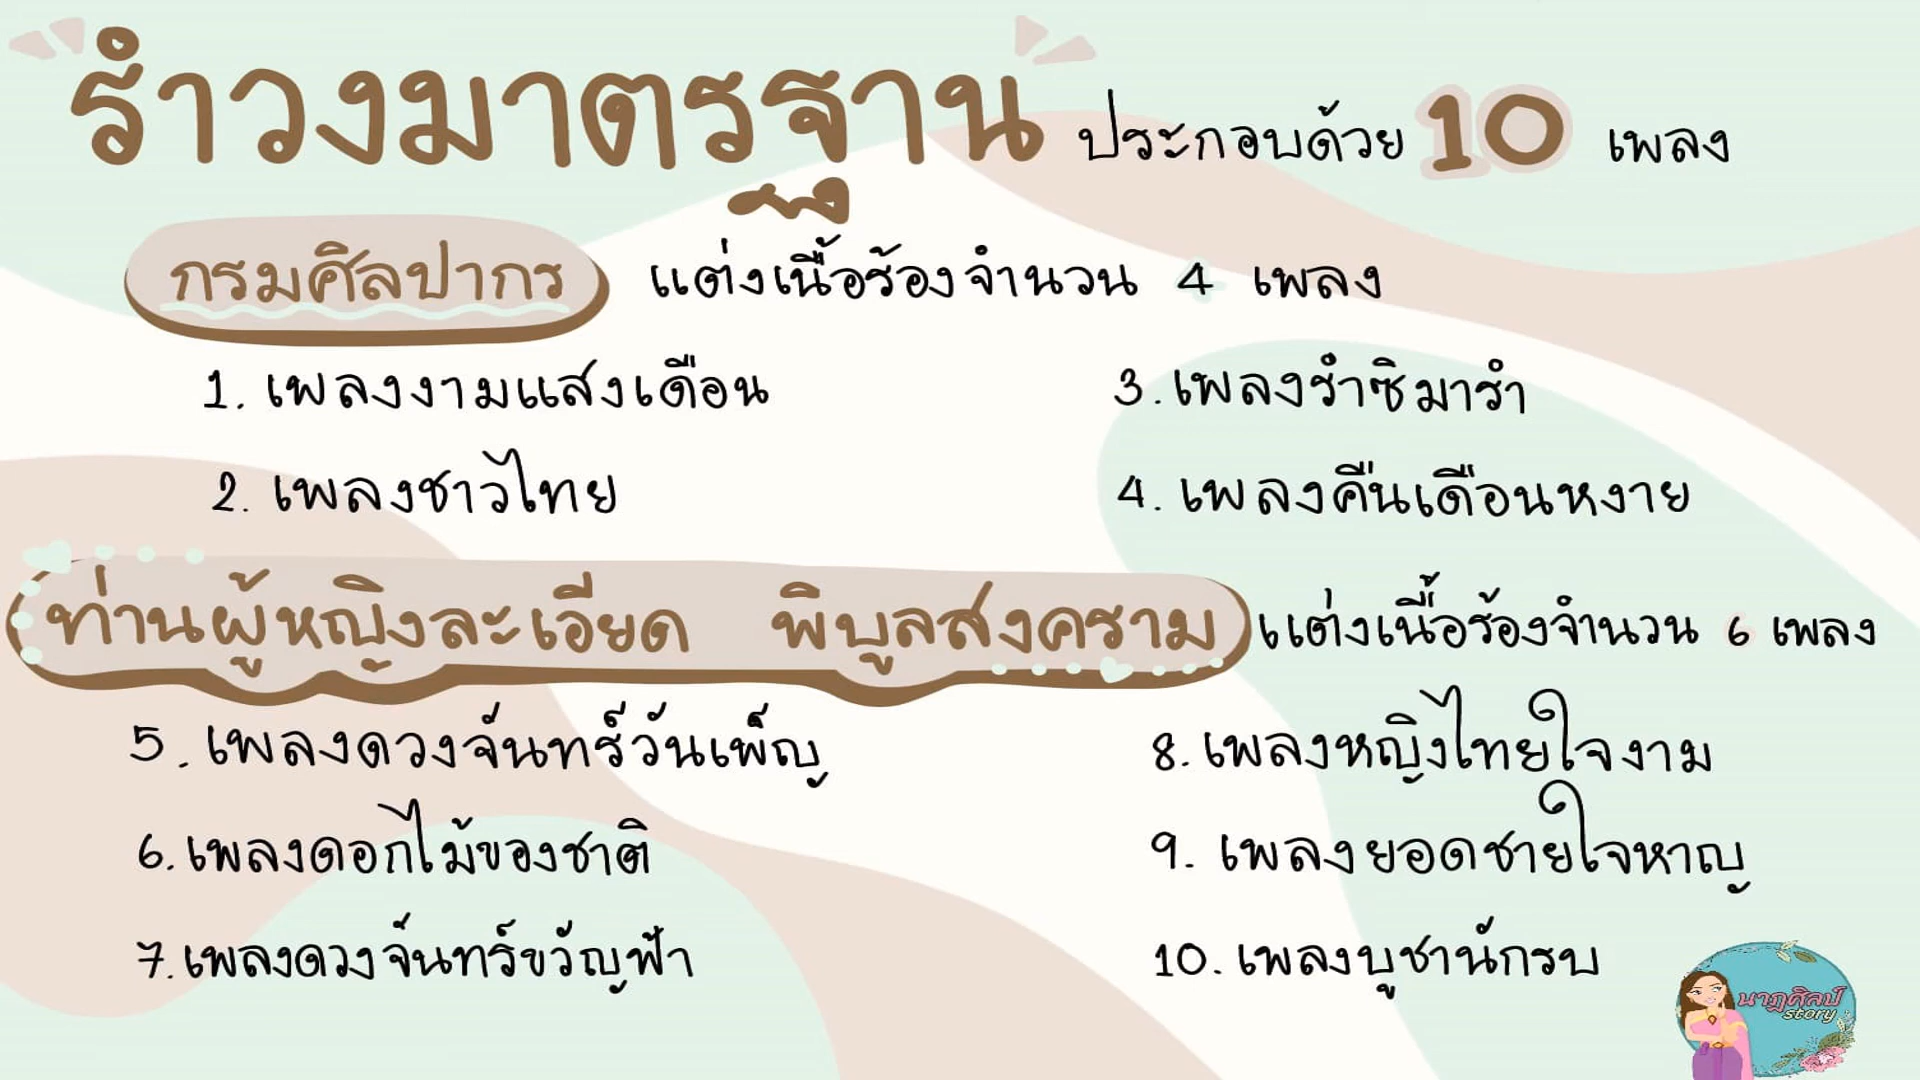 รำวงมาตรฐาน ประกอบด้วย 10 เพลง
กรมศิลปากร แต่งเนื้อร้องจำนวน 4 เพลง
1. เพลงงามแสงเดือน
2. เพลงชาวไทย
3. เพลงรำซิมารำ
4. เพลงคืนเดือนหงาย
ท่านผู้หญิงละเอียด พิบูลสงคราม แต่งเนื้อร้องจำนวน 6 เพลง
5. เพลงดวงจันทร์วันเพ็ญ
6. เพลงดอกไม้ของชาติ
7. เพลงดวงจันทร์ขวัญฟ้า
8. เพลงหญิงไทยใจงาม
9. เพลงยอดชายใจหาญ
10. เพลงบูชานักรบ
นาฏศิลป์
story